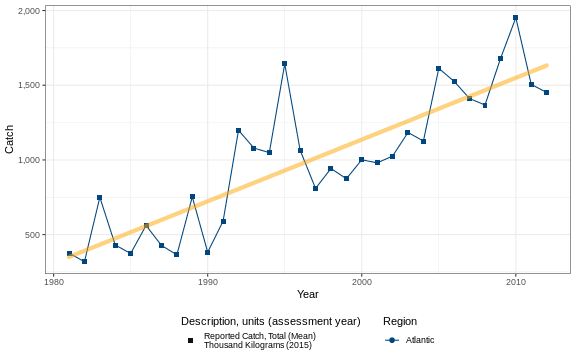 2,000
1,500
1,000
500
Catch
1980 1990 2000 2010
Year
Description, units (assessment year) Region
Reported Catch, Total (Mean)
Thousand Kilograms (2015)
Atlantic